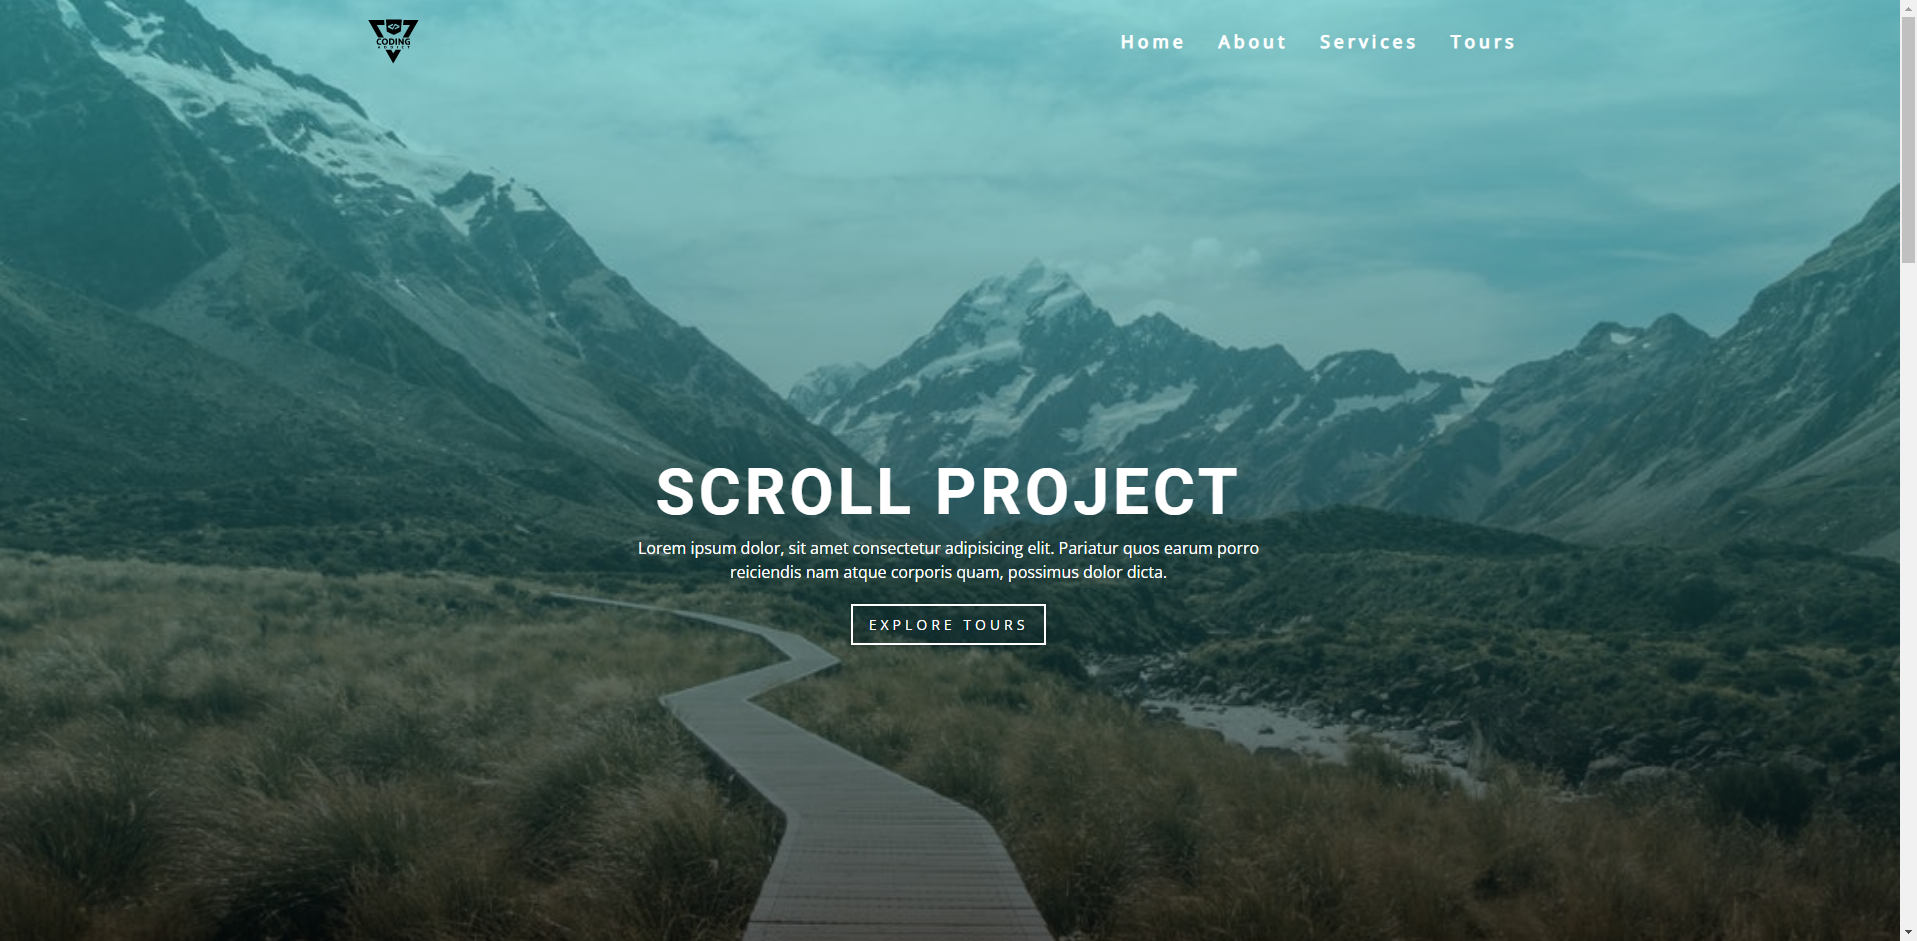 </>
CODING
ADDICT
Home About Services Tours
SCROLL PROJECT
Lorem ipsum dolor, sit amet consectetur adipisicing elit. Pariatur quos earum porro
reiciendis nam atque corporis quam, possimus dolor dicta.
EXPLORE TOURS